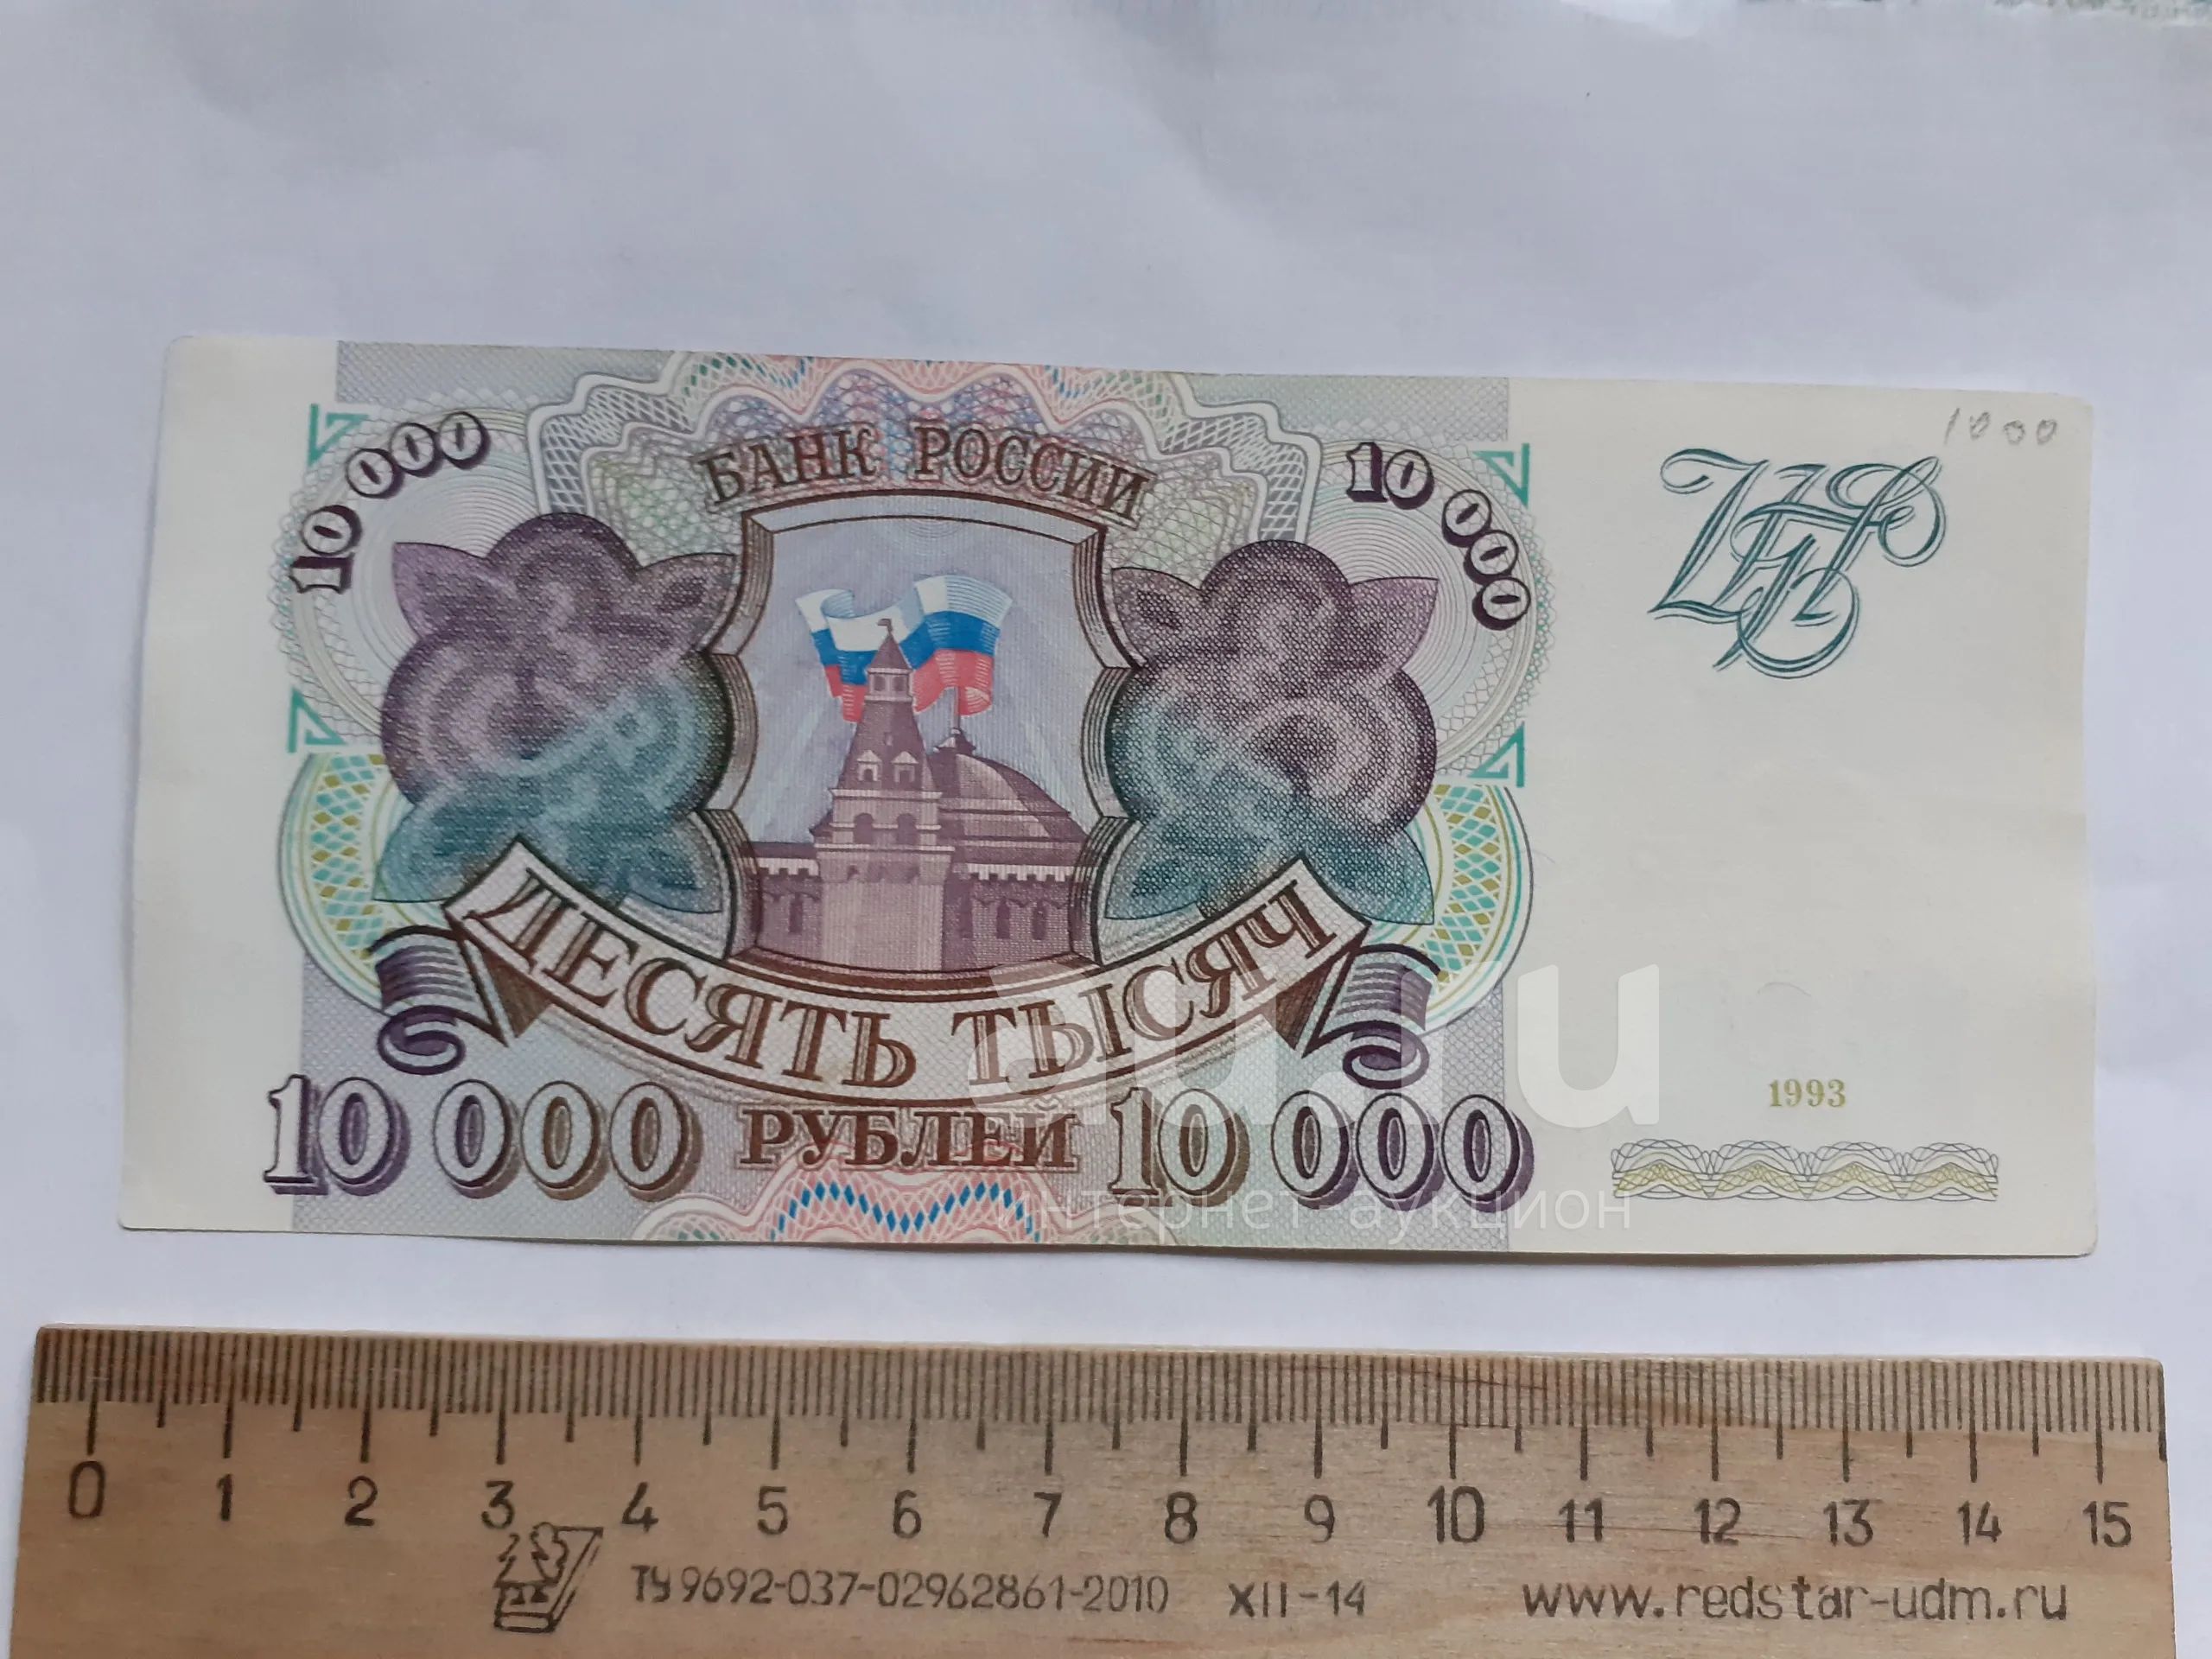 1000
10 000
БАНК РОССИИ
10 000
ДЕСЯТЬ ТЫСЯЧ
10 000 РУБЛЕЙ 10 000
1993
au.ru
интернет аукцион
0 1 2 3 4 5 6 7 8 9 10 11 12 13 14 15
ТУ 9692-037-02962861-2010 XII-14 www.redstar-udm.ru